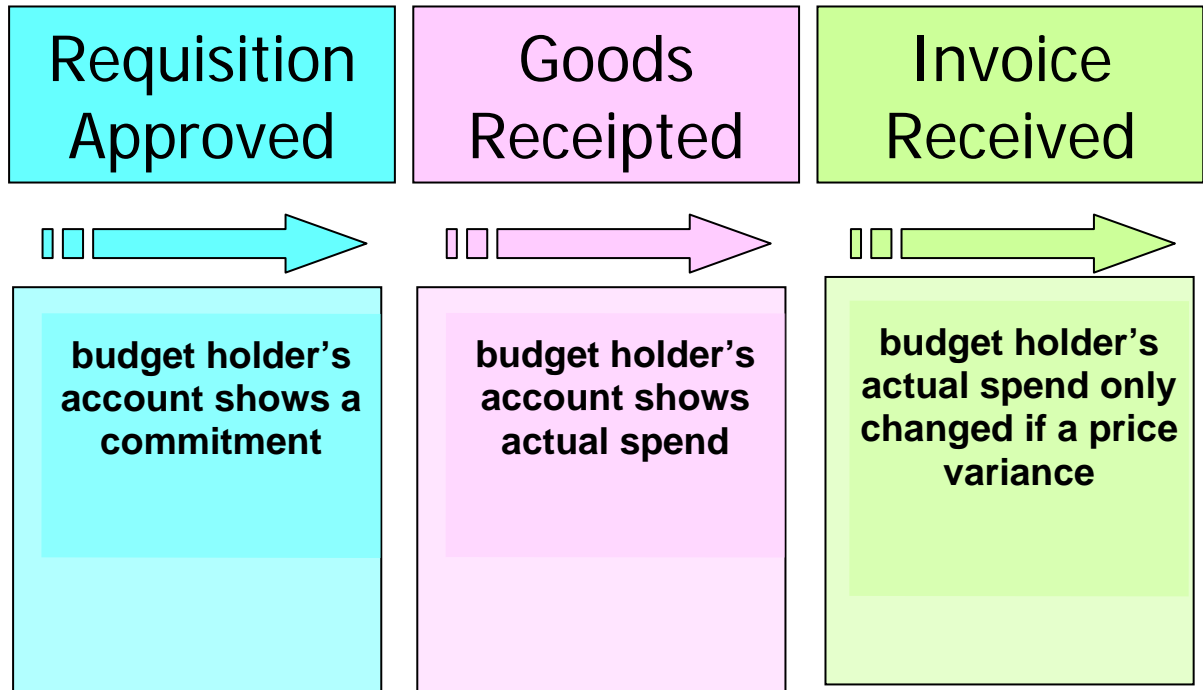 Requisition
Approved
Goods
Receipted
Invoice
Received
budget holder’s
account shows a
commitment
budget holder’s
account shows
actual spend
budget holder’s
actual spend only
changed if a price
variance